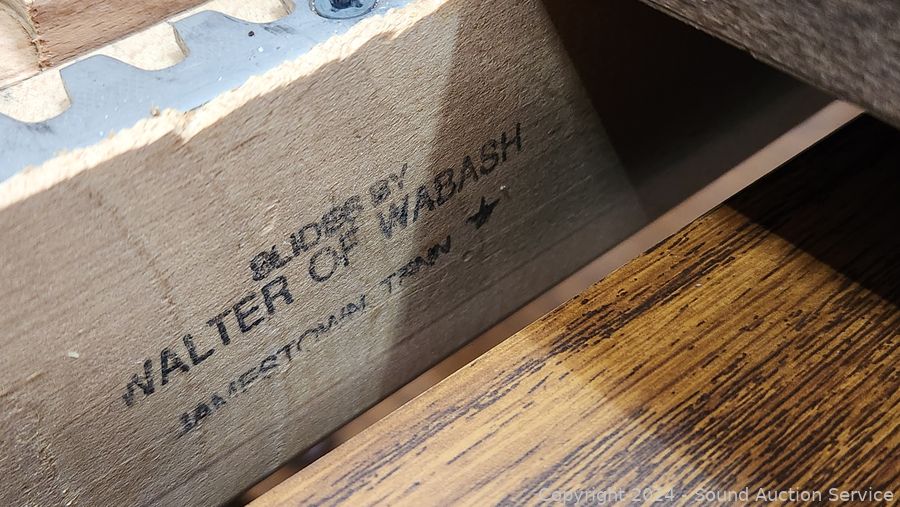 SLIDES BY
WALTER OF WABASH
JAMESTOWN, TENN
Copyright 2024 - Sound Auction Service